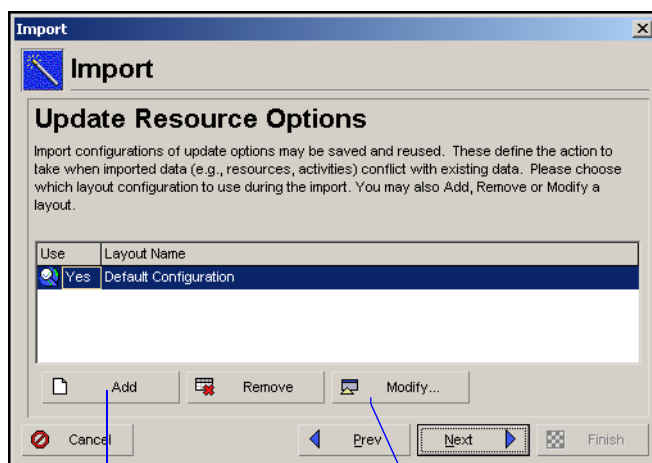 Import
Import
Update Resource Options
Import configurations of update options may be saved and reused.  These define the action to
take when imported data (e.g., resources, activities) conflict with existing data.  Please choose
which layout configuration to use during the import. You may also Add, Remove or Modify a
layout.
Use Layout Name
Yes Default Configuration
Add Remove Modify...
Cancel Prev Next Finish